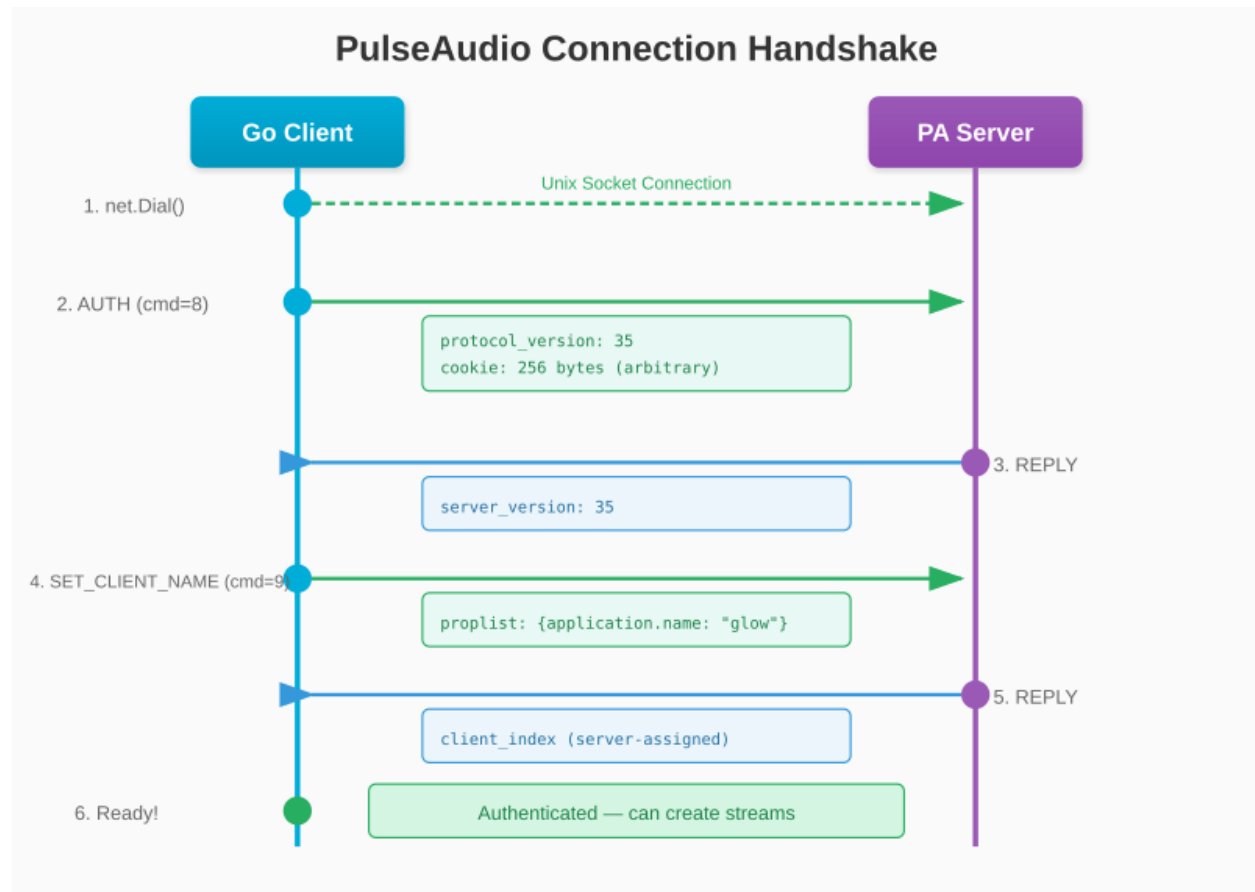 PulseAudio Connection Handshake
Go Client
PA Server
Unix Socket Connection
1. net.Dial()
2. AUTH (cmd=8)
protocol_version: 35
cookie: 256 bytes (arbitrary)
3. REPLY
server_version: 35
4. SET_CLIENT_NAME (cmd=9)
proplist: {application.name: "glow"}
5. REPLY
client_index (server-assigned)
6. Ready!
Authenticated — can create streams